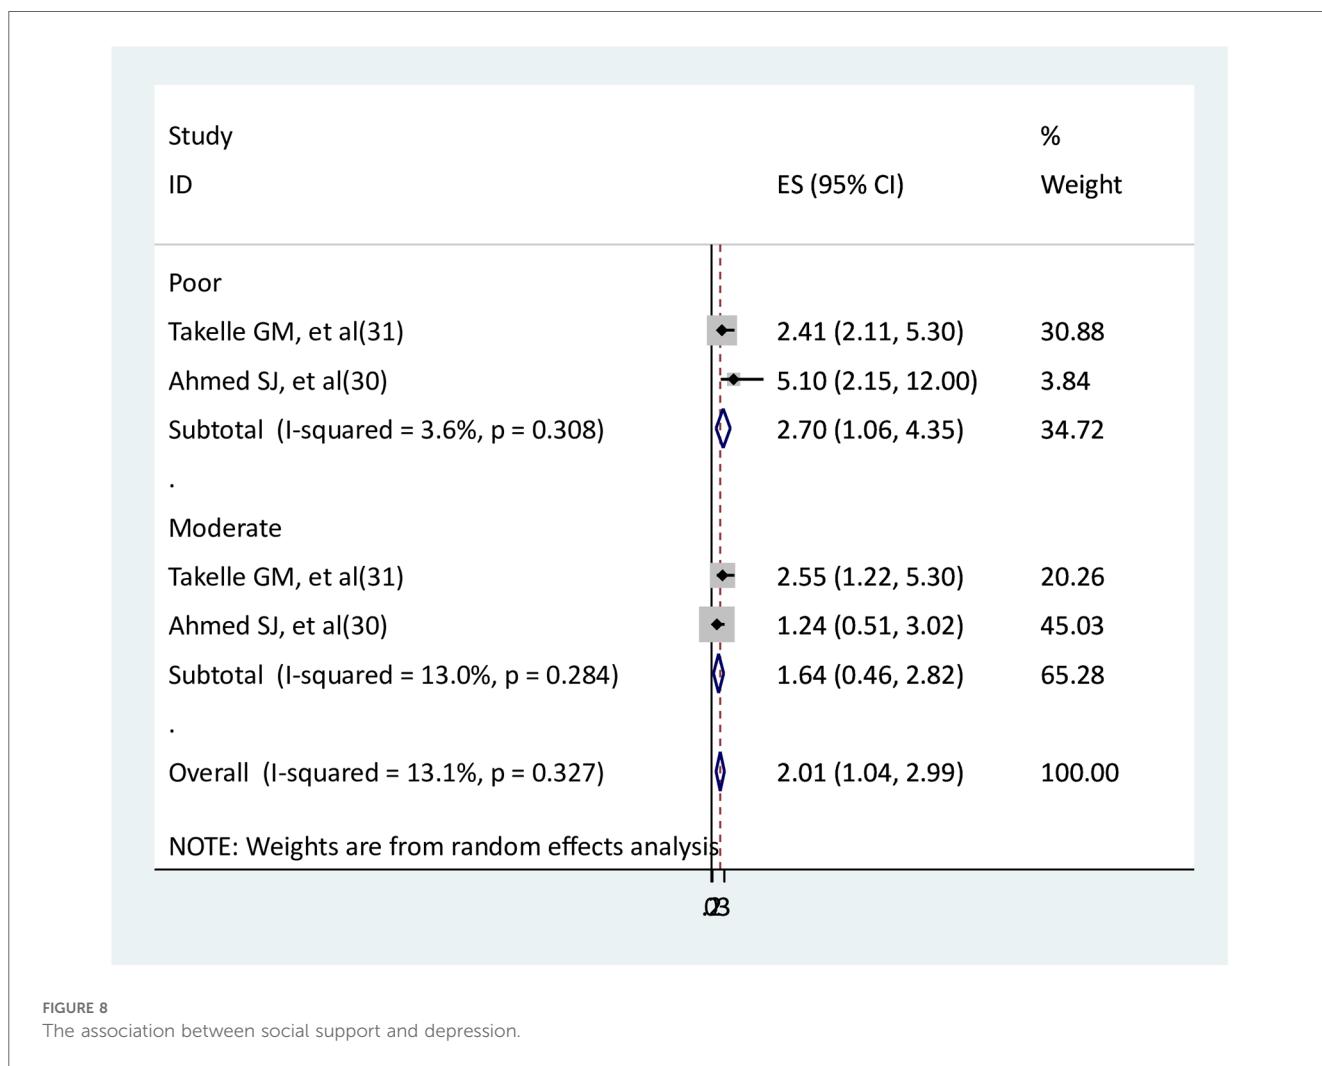 Study %
ID ES (95% CI) Weight
Poor
Takelle GM, et al(31) 2.41 (2.11, 5.30) 30.88
Ahmed SJ, et al(30) 5.10 (2.15, 12.00) 3.84
Subtotal (I-squared = 3.6%, p = 0.308) 2.70 (1.06, 4.35) 34.72
.
Moderate
Takelle GM, et al(31) 2.55 (1.22, 5.30) 20.26
Ahmed SJ, et al(30) 1.24 (0.51, 3.02) 45.03
Subtotal (I-squared = 13.0%, p = 0.284) 1.64 (0.46, 2.82) 65.28
.
Overall (I-squared = 13.1%, p = 0.327) 2.01 (1.04, 2.99) 100.00
NOTE: Weights are from random effects analysis
FIGURE 8
The association between social support and depression.